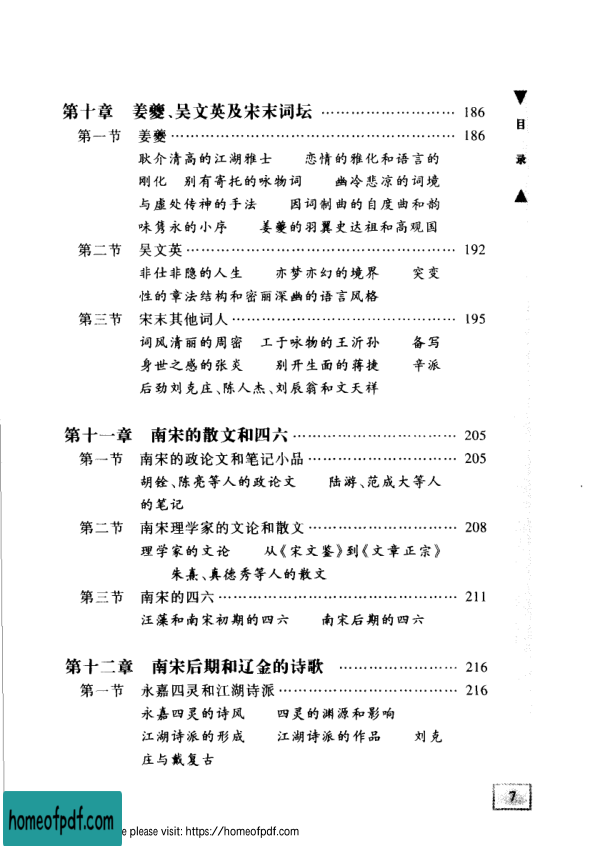 第十章 姜夔、吴文英及宋末词坛 ………………………… 186
第一节 姜夔………………………………………………… 186
耿介清高的江湖雅士 恋情的雅化和语言的
刚化 别有寄托的咏物词 幽冷悲凉的词境
与虚处传神的手法 因词制曲的自度曲和韵
味隽永的小序 姜夔的羽翼史达祖和高观国
第二节 吴文英……………………………………………… 192
非仕非隐的人生 亦梦亦幻的境界 突变
性的章法结构和密丽深幽的语言风格
第三节 宋末其他词人……………………………………… 195
词风清丽的周密 工于咏物的王沂孙 备写
身世之感的张炎 别开生面的蒋捷 辛派
后劲刘克庄、陈人杰、刘辰翁和文天祥
第十一章 南宋的散文和四六…………………………… 205
第一节 南宋的政论文和笔记小品………………………… 205
胡铨、陈亮等人的政论文 陆游、范成大等人
的笔记
第二节 南宋理学家的文论和散文………………………… 208
理学家的文论 从《宋文鉴》到《文章正宗》
朱熹、真德秀等人的散文
第三节 南宋的四六………………………………………… 211
汪藻和南宋初期的四六 南宋后期的四六
第十二章 南宋后期和辽金的诗歌 …………………… 216
第一节 永嘉四灵和江湖诗派……………………………… 216
永嘉四灵的诗风 四灵的渊源和影响
江湖诗派的形成 江湖诗派的作品 刘克
庄与戴复古
▼
目
录
▲
7
homeofpdf.com
e please visit: https://homeofpdf.com